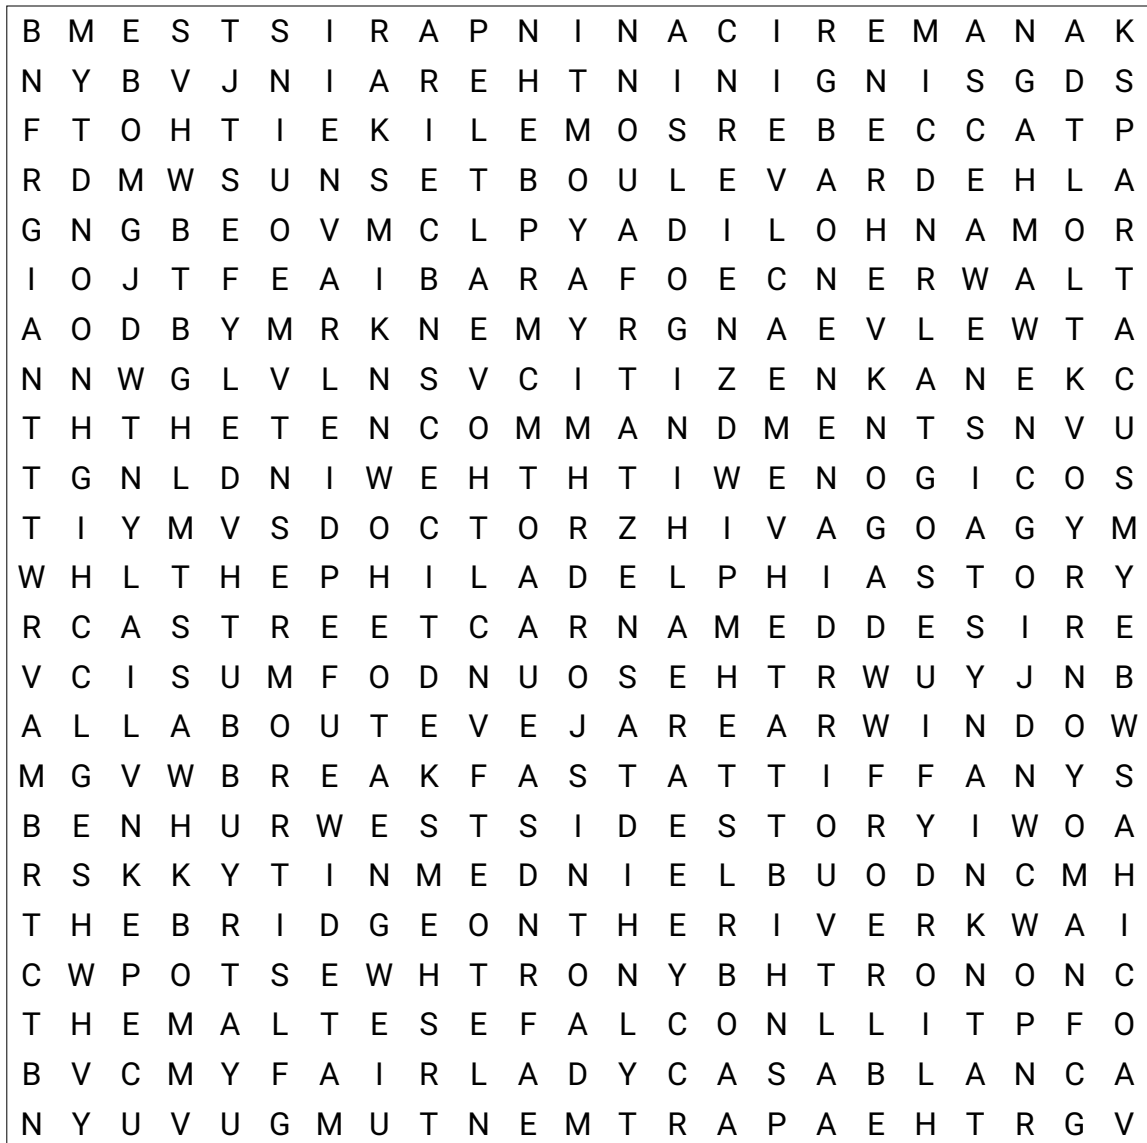 B M E S T S I R A P N I N A C I R E M A N A K
N Y B V J N I A R E H T N I N I G N I S G D S
F T O H T I E K I L E M O S R E B E C C A T P
R D M W S U N S E T B O U L E V A R D E H L A
G N G B E O V M C L P Y A D I L O H N A M O R
I O J T F E A I B A R A F O E C N E R W A L T
A O D B Y M R K N E M Y R G N A E V L E W T A
N N W G L V L N S V C I T I Z E N K A N E K C
T H T H E T E N C O M M A N D M E N T S N V U
T G N L D N I W E H T H T I W E N O G I C O S
T I Y M V S D O C T O R Z H I V A G O A G Y M
W H L T H E P H I L A D E L P H I A S T O R Y
R C A S T R E E T C A R N A M E D D E S I R E
V C I S U M F O D N U O S E H T R W U Y J N B
A L L A B O U T E V E J A R E A R W I N D O W
M G V W B R E A K F A S T A T T I F F A N Y S
B E N H U R W E S T S I D E S T O R Y I W O A
R S K K Y T I N M E D N I E L B U O D N C M H
T H E B R I D G E O N T H E R I V E R K W A I
C W P O T S E W H T R O N Y B H T R O N O N C
T H E M A L T E S E F A L C O N L L I T P F O
B V C M Y F A I R L A D Y C A S A B L A N C A
N Y U V U G M U T N E M T R A P A E H T R G V